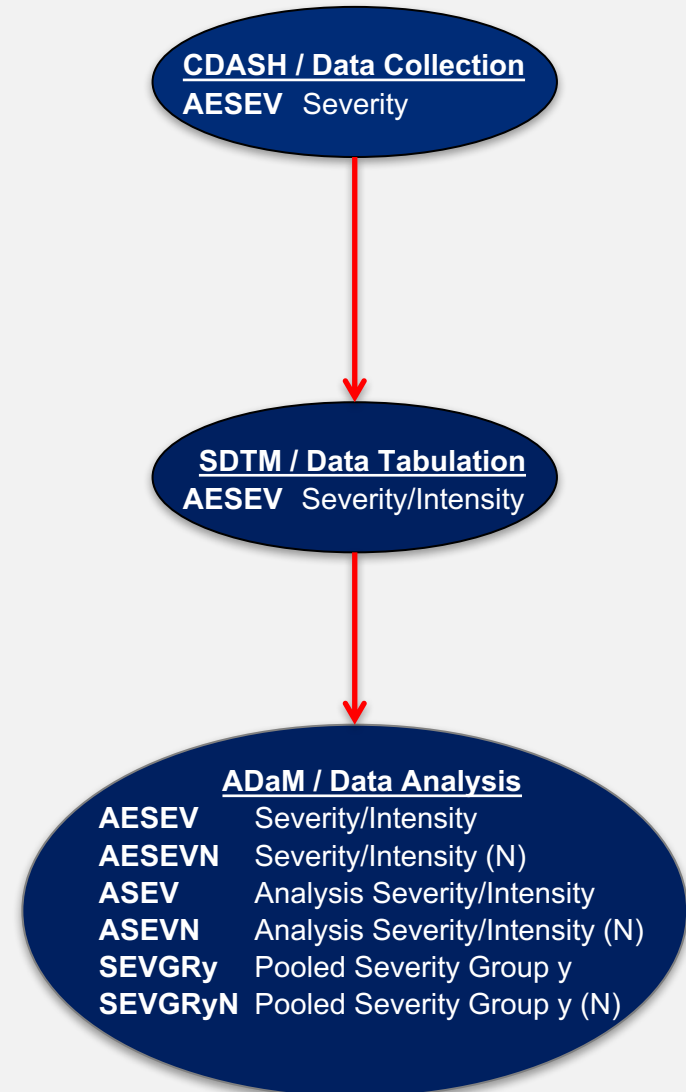 CDASH / Data Collection
AESEV Severity
SDTM / Data Tabulation
AESEV Severity/Intensity
ADaM / Data Analysis
AESEV Severity/Intensity
AESEVN Severity/Intensity (N)
ASEV Analysis Severity/Intensity
ASEVN Analysis Severity/Intensity (N)
SEVGRy Pooled Severity Group y
SEVGRyN Pooled Severity Group y (N)